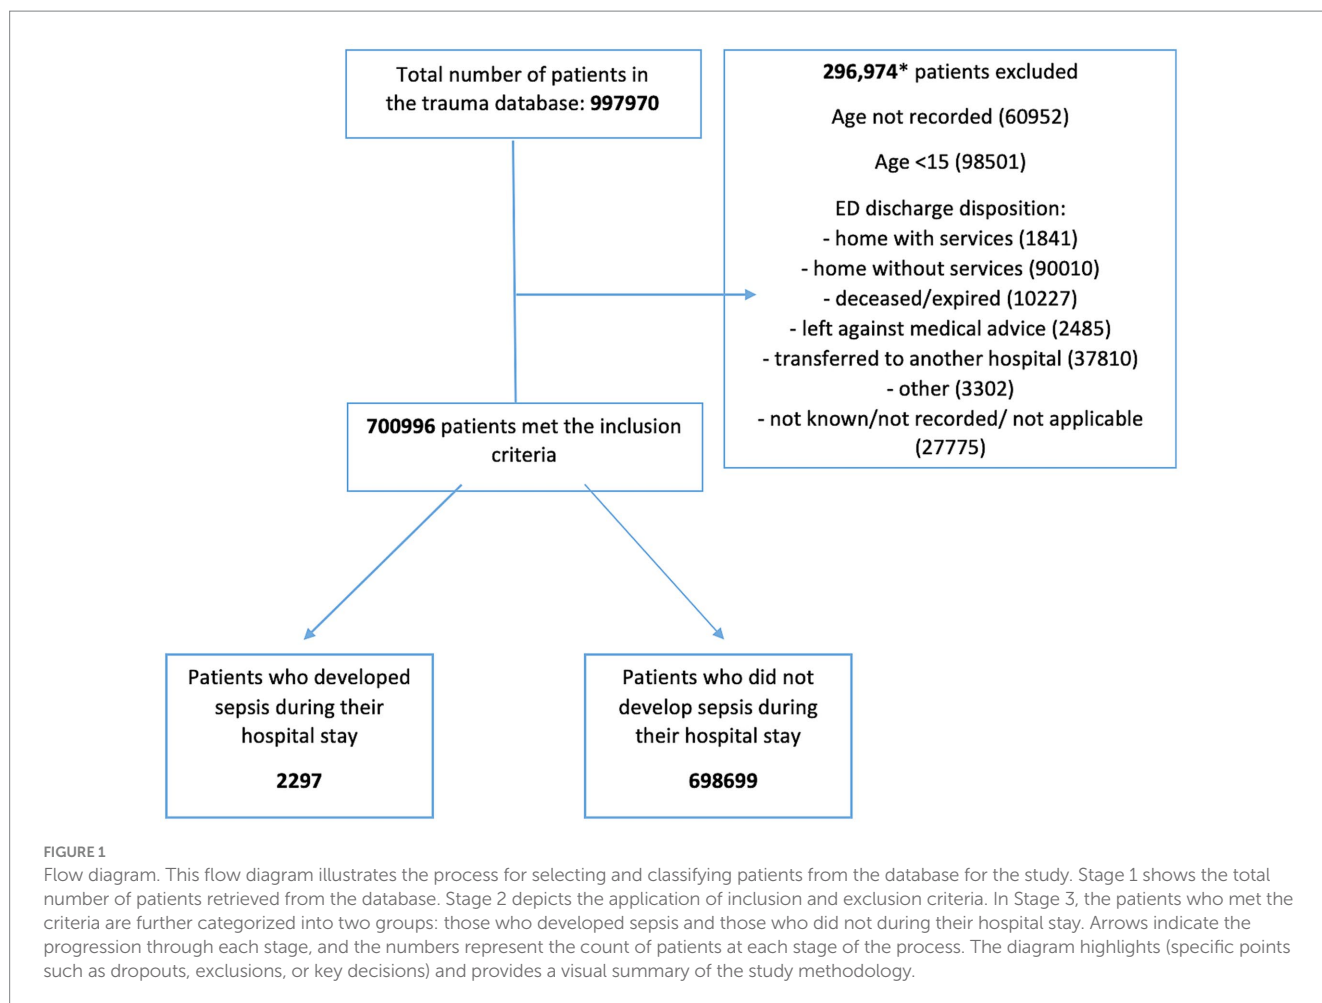 Total number of patients in
the trauma database: 997970
296,974* patients excluded
Age not recorded (60952)
Age <15 (98501)
ED discharge disposition:
- home with services (1841)
- home without services (90010)
- deceased/expired (10227)
- left against medical advice (2485)
- transferred to another hospital (37810)
- other (3302)
- not known/not recorded/ not applicable
(27775)
700996 patients met the inclusion
criteria
Patients who developed
sepsis during their
hospital stay
2297
Patients who did not
develop sepsis during
their hospital stay
698699
FIGURE 1
Flow diagram. This flow diagram illustrates the process for selecting and classifying patients from the database for the study. Stage 1 shows the total
number of patients retrieved from the database. Stage 2 depicts the application of inclusion and exclusion criteria. In Stage 3, the patients who met the
criteria are further categorized into two groups: those who developed sepsis and those who did not during their hospital stay. Arrows indicate the
progression through each stage, and the numbers represent the count of patients at each stage of the process. The diagram highlights (specific points
such as dropouts, exclusions, or key decisions) and provides a visual summary of the study methodology.